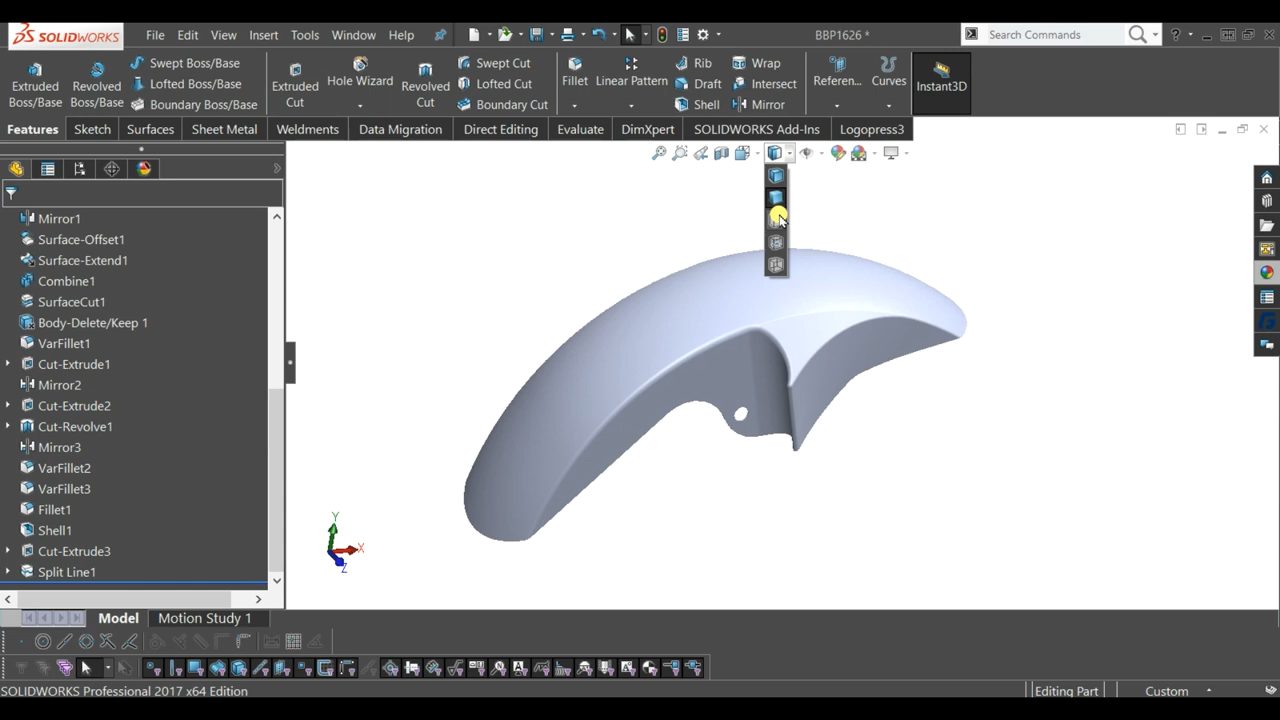 SOLIDWORKS File Edit View Insert Tools Window Help BBP1626 * Search Commands
Extruded Boss/Base Revolved Boss/Base Swept Boss/Base Lofted Boss/Base Boundary Boss/Base Extruded Cut Hole Wizard Revolved Cut Swept Cut Lofted Cut Boundary Cut Fillet Linear Pattern Rib Draft Shell Wrap Intersect Mirror Referen... Curves Instant3D
Features Sketch Surfaces Sheet Metal Weldments Data Migration Direct Editing Evaluate DimXpert SOLIDWORKS Add-Ins Logopress3
Mirror1
Surface-Offset1
Surface-Extend1
Combine1
SurfaceCut1
Body-Delete/Keep 1
VarFillet1
Cut-Extrude1
Mirror2
Cut-Extrude2
Cut-Revolve1
Mirror3
VarFillet2
VarFillet3
Fillet1
Shell1
Cut-Extrude3
Split Line1
Y
X
Z
Model Motion Study 1
SOLIDWORKS Professional 2017 x64 Edition Editing Part Custom